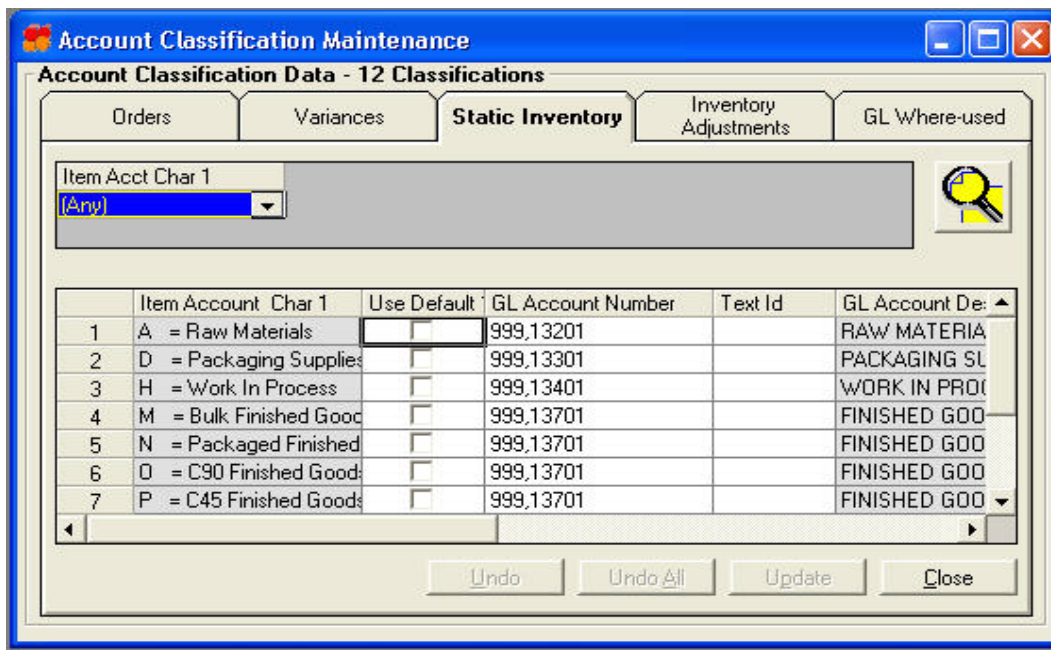 Account Classification Maintenance
Account Classification Data - 12 Classifications
Orders Variances Static Inventory Inventory Adjustments GL Where-used
Item Acct Char 1
(Any)
Item Account Char 1 Use Default GL Account Number Text Id GL Account De
1 A = Raw Materials 999,13201 RAW MATERIA
2 D = Packaging Supplies 999,13301 PACKAGING SU
3 H = Work In Process 999,13401 WORK IN PRO
4 M = Bulk Finished Good 999,13701 FINISHED GOO
5 N = Packaged Finished 999,13701 FINISHED GOO
6 O = C90 Finished Goods 999,13701 FINISHED GOO
7 P = C45 Finished Goods 999,13701 FINISHED GOO
Undo Undo All Update Close